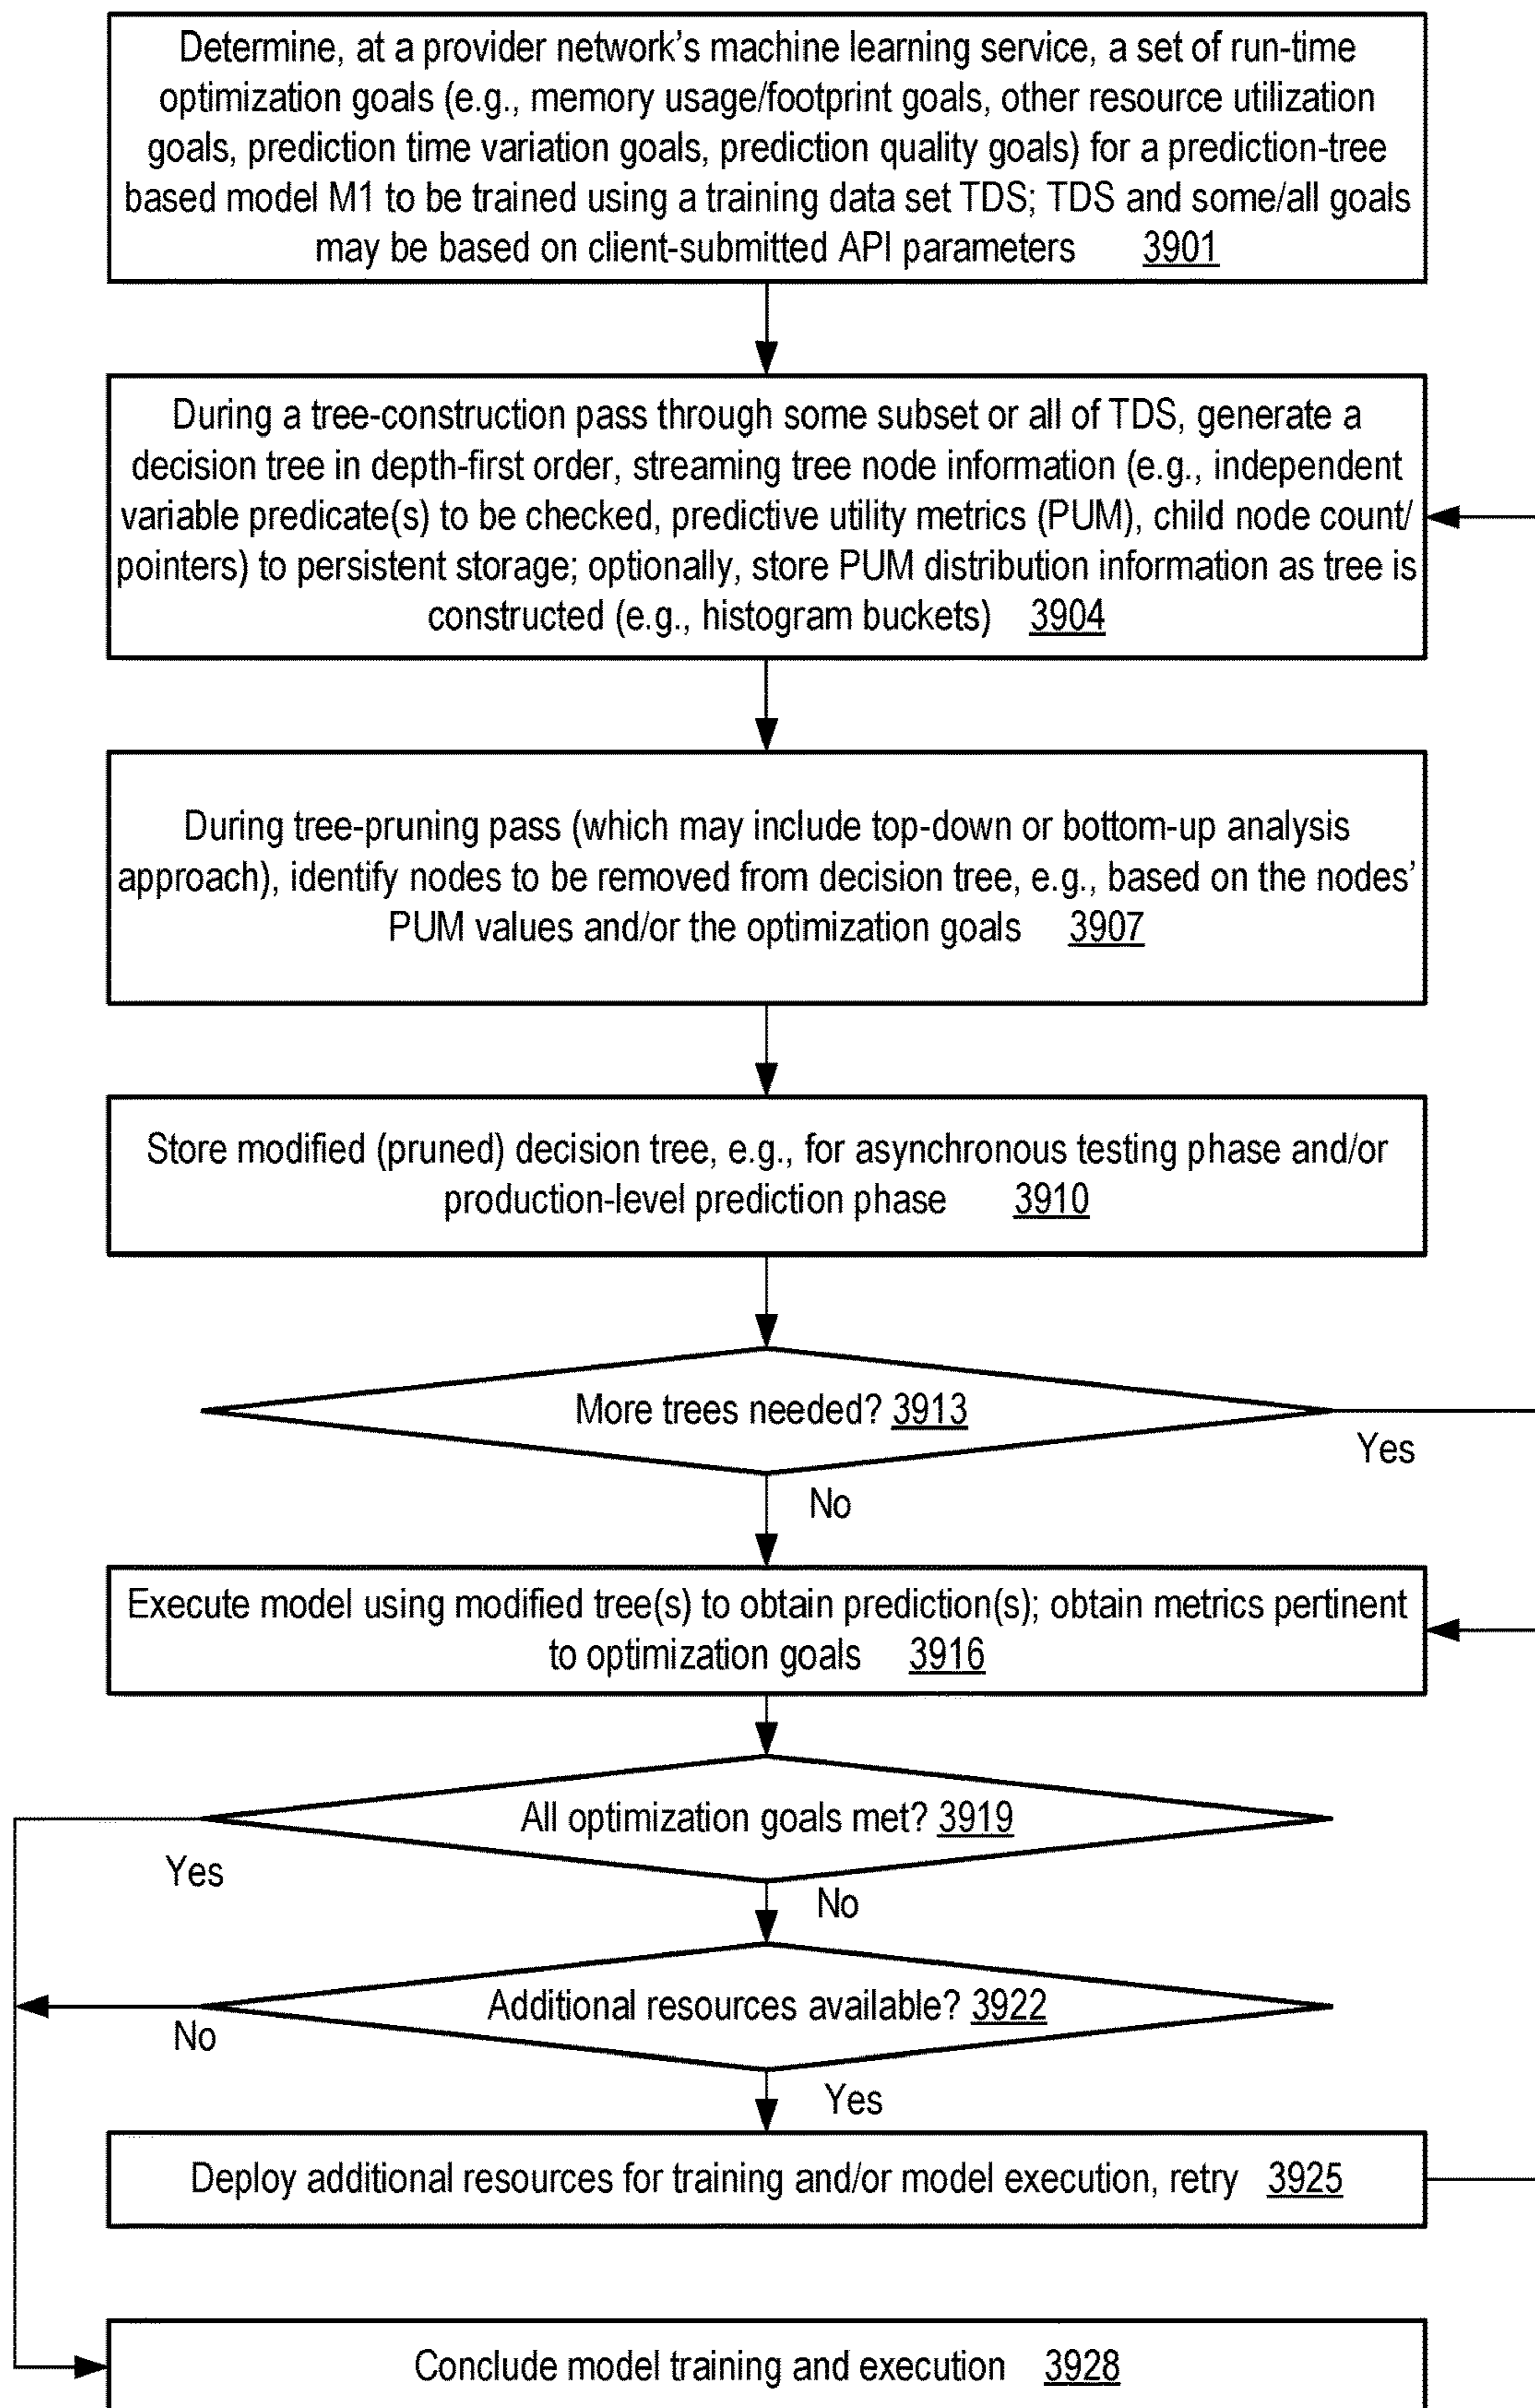 Determine, at a provider network's machine learning service, a set of run-time
optimization goals (e.g., memory usage/footprint goals, other resource utilization
goals, prediction time variation goals, prediction quality goals) for a prediction-tree
based model M1 to be trained using a training data set TDS; TDS and some/all goals
may be based on client-submitted API parameters 3901
During a tree-construction pass through some subset or all of TDS, generate a
decision tree in depth-first order, streaming tree node information (e.g., independent
variable predicate(s) to be checked, predictive utility metrics (PUM), child node count/
pointers) to persistent storage; optionally, store PUM distribution information as tree is
constructed (e.g., histogram buckets) 3904
During tree-pruning pass (which may include top-down or bottom-up analysis
approach), identify nodes to be removed from decision tree, e.g., based on the nodes'
PUM values and/or the optimization goals 3907
Store modified (pruned) decision tree, e.g., for asynchronous testing phase and/or
production-level prediction phase 3910
More trees needed? 3913
Yes
No
Execute model using modified tree(s) to obtain prediction(s); obtain metrics pertinent
to optimization goals 3916
All optimization goals met? 3919
Yes
No
Additional resources available? 3922
No
Yes
Deploy additional resources for training and/or model execution, retry 3925
Conclude model training and execution 3928